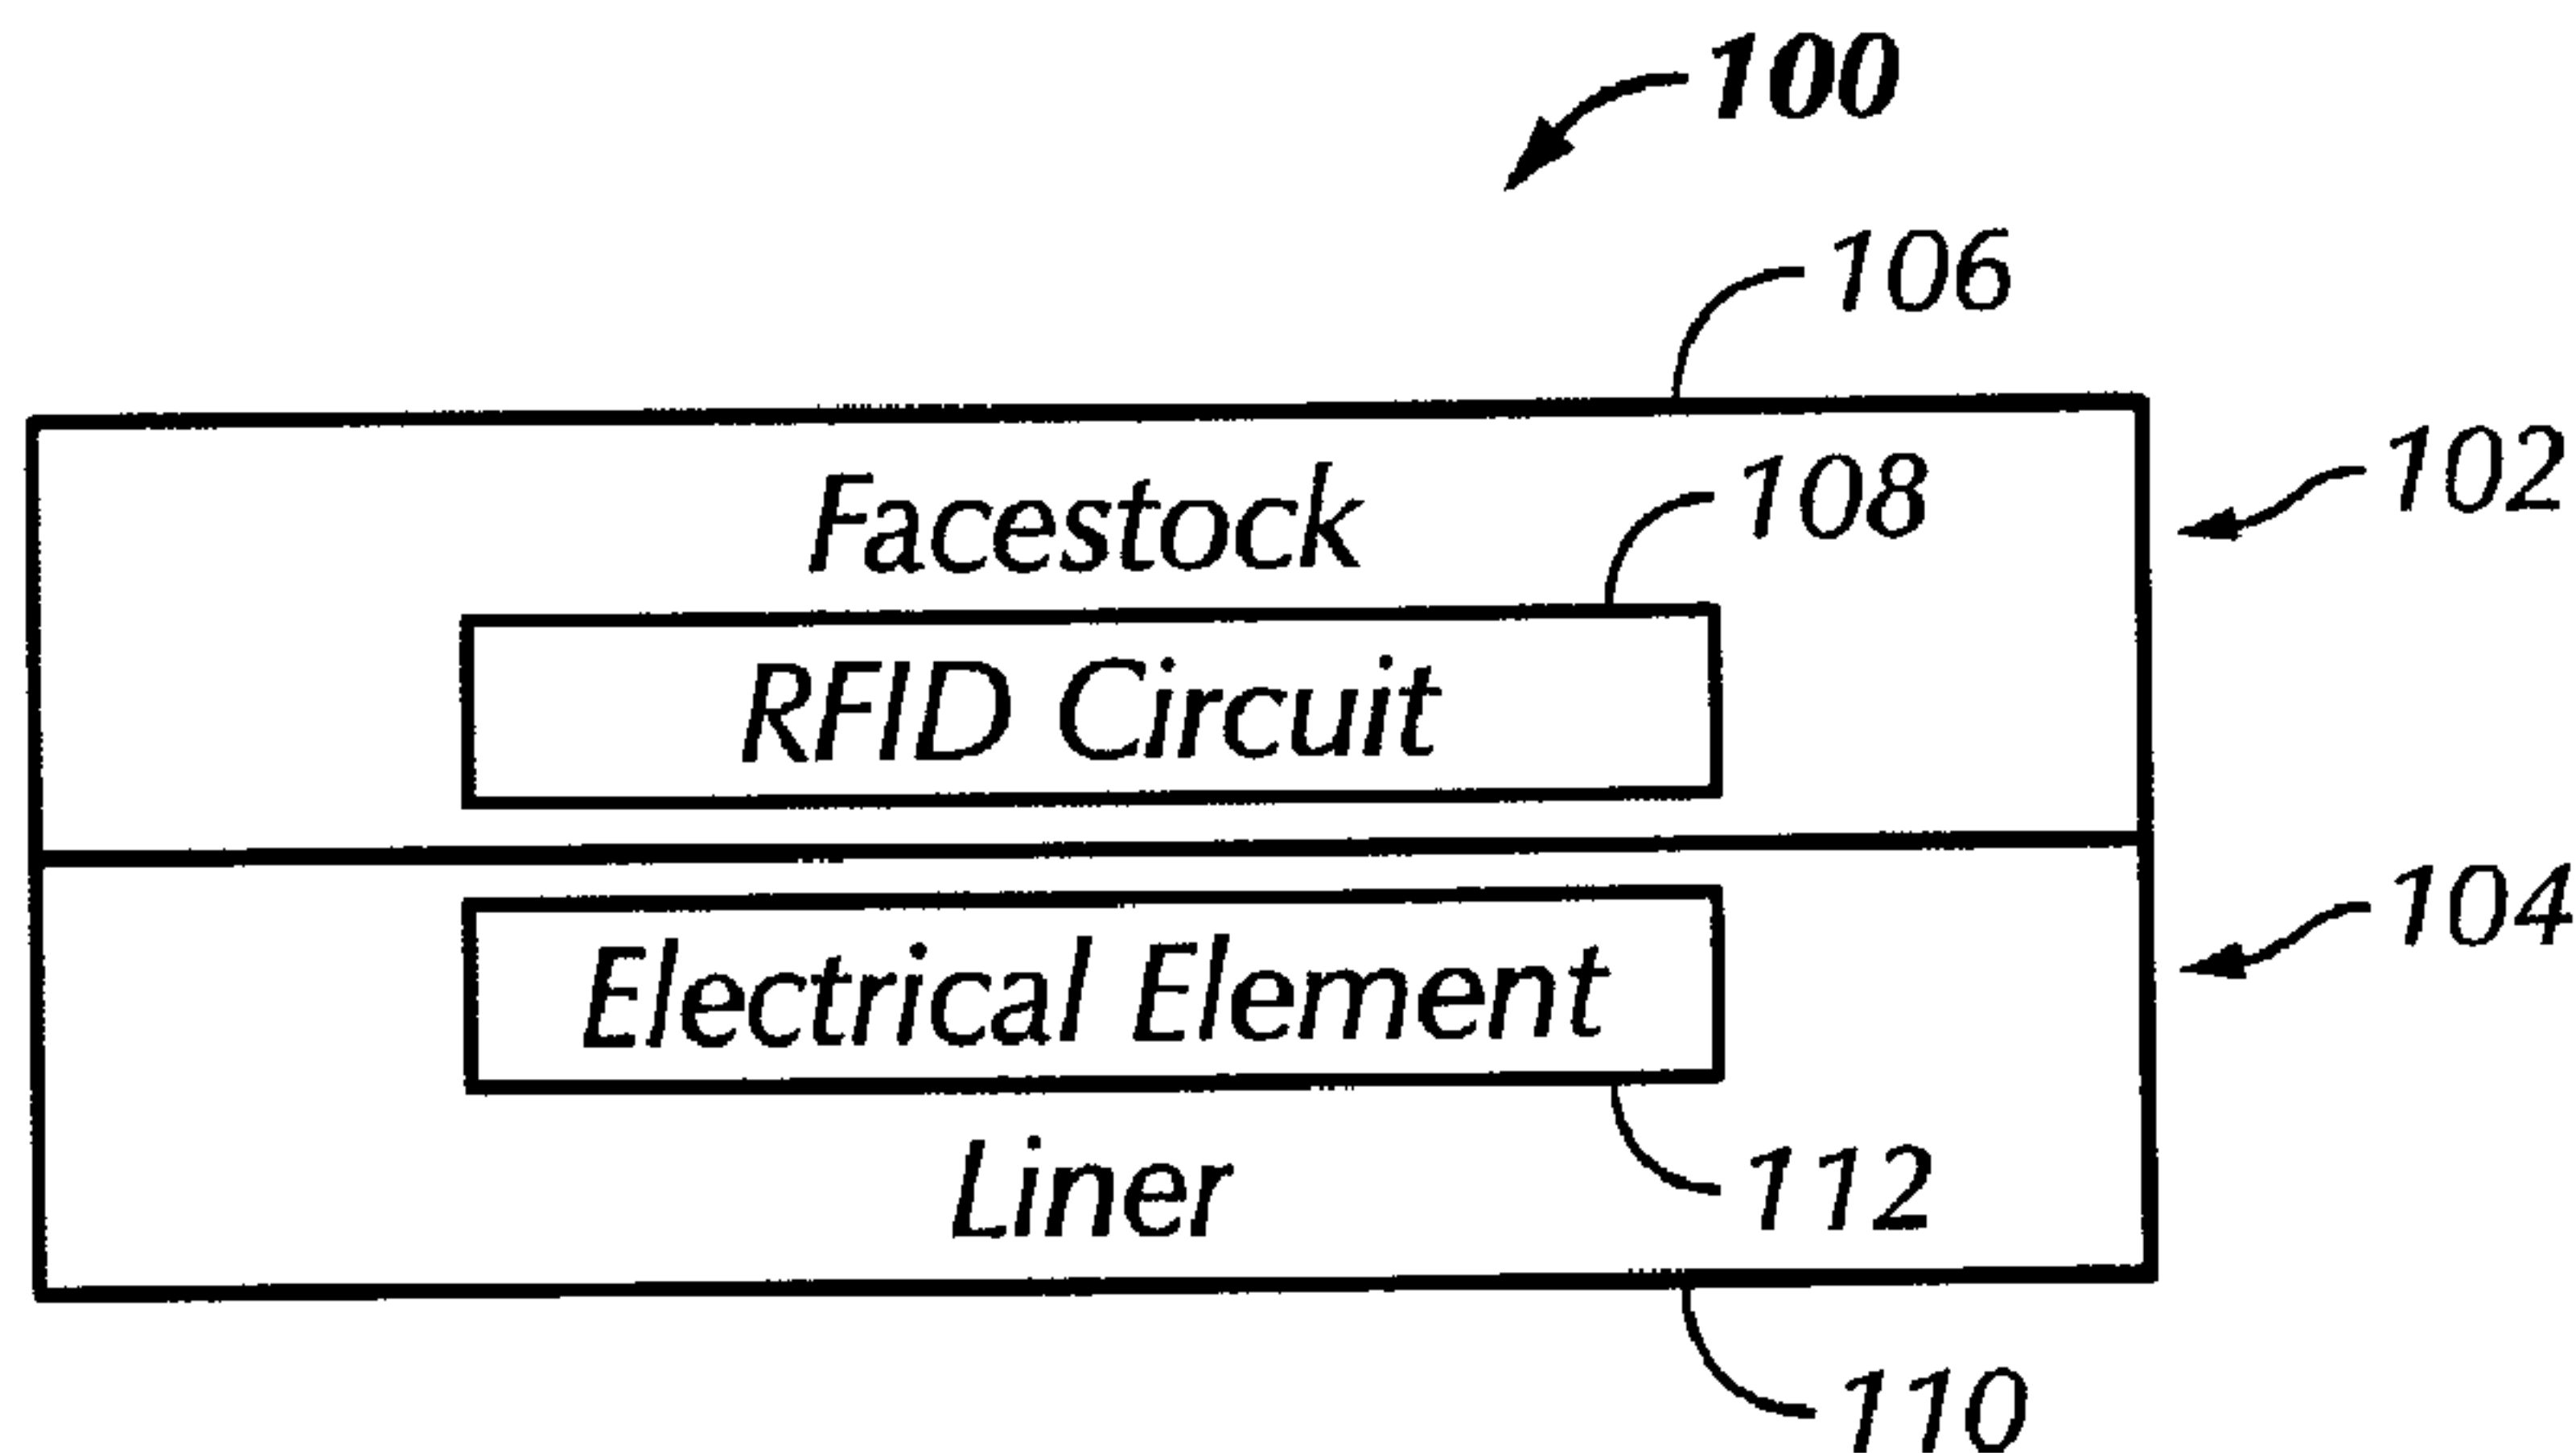 100
106
102
Facestock
108
RFID Circuit
104
Electrical Element
112
Liner
110